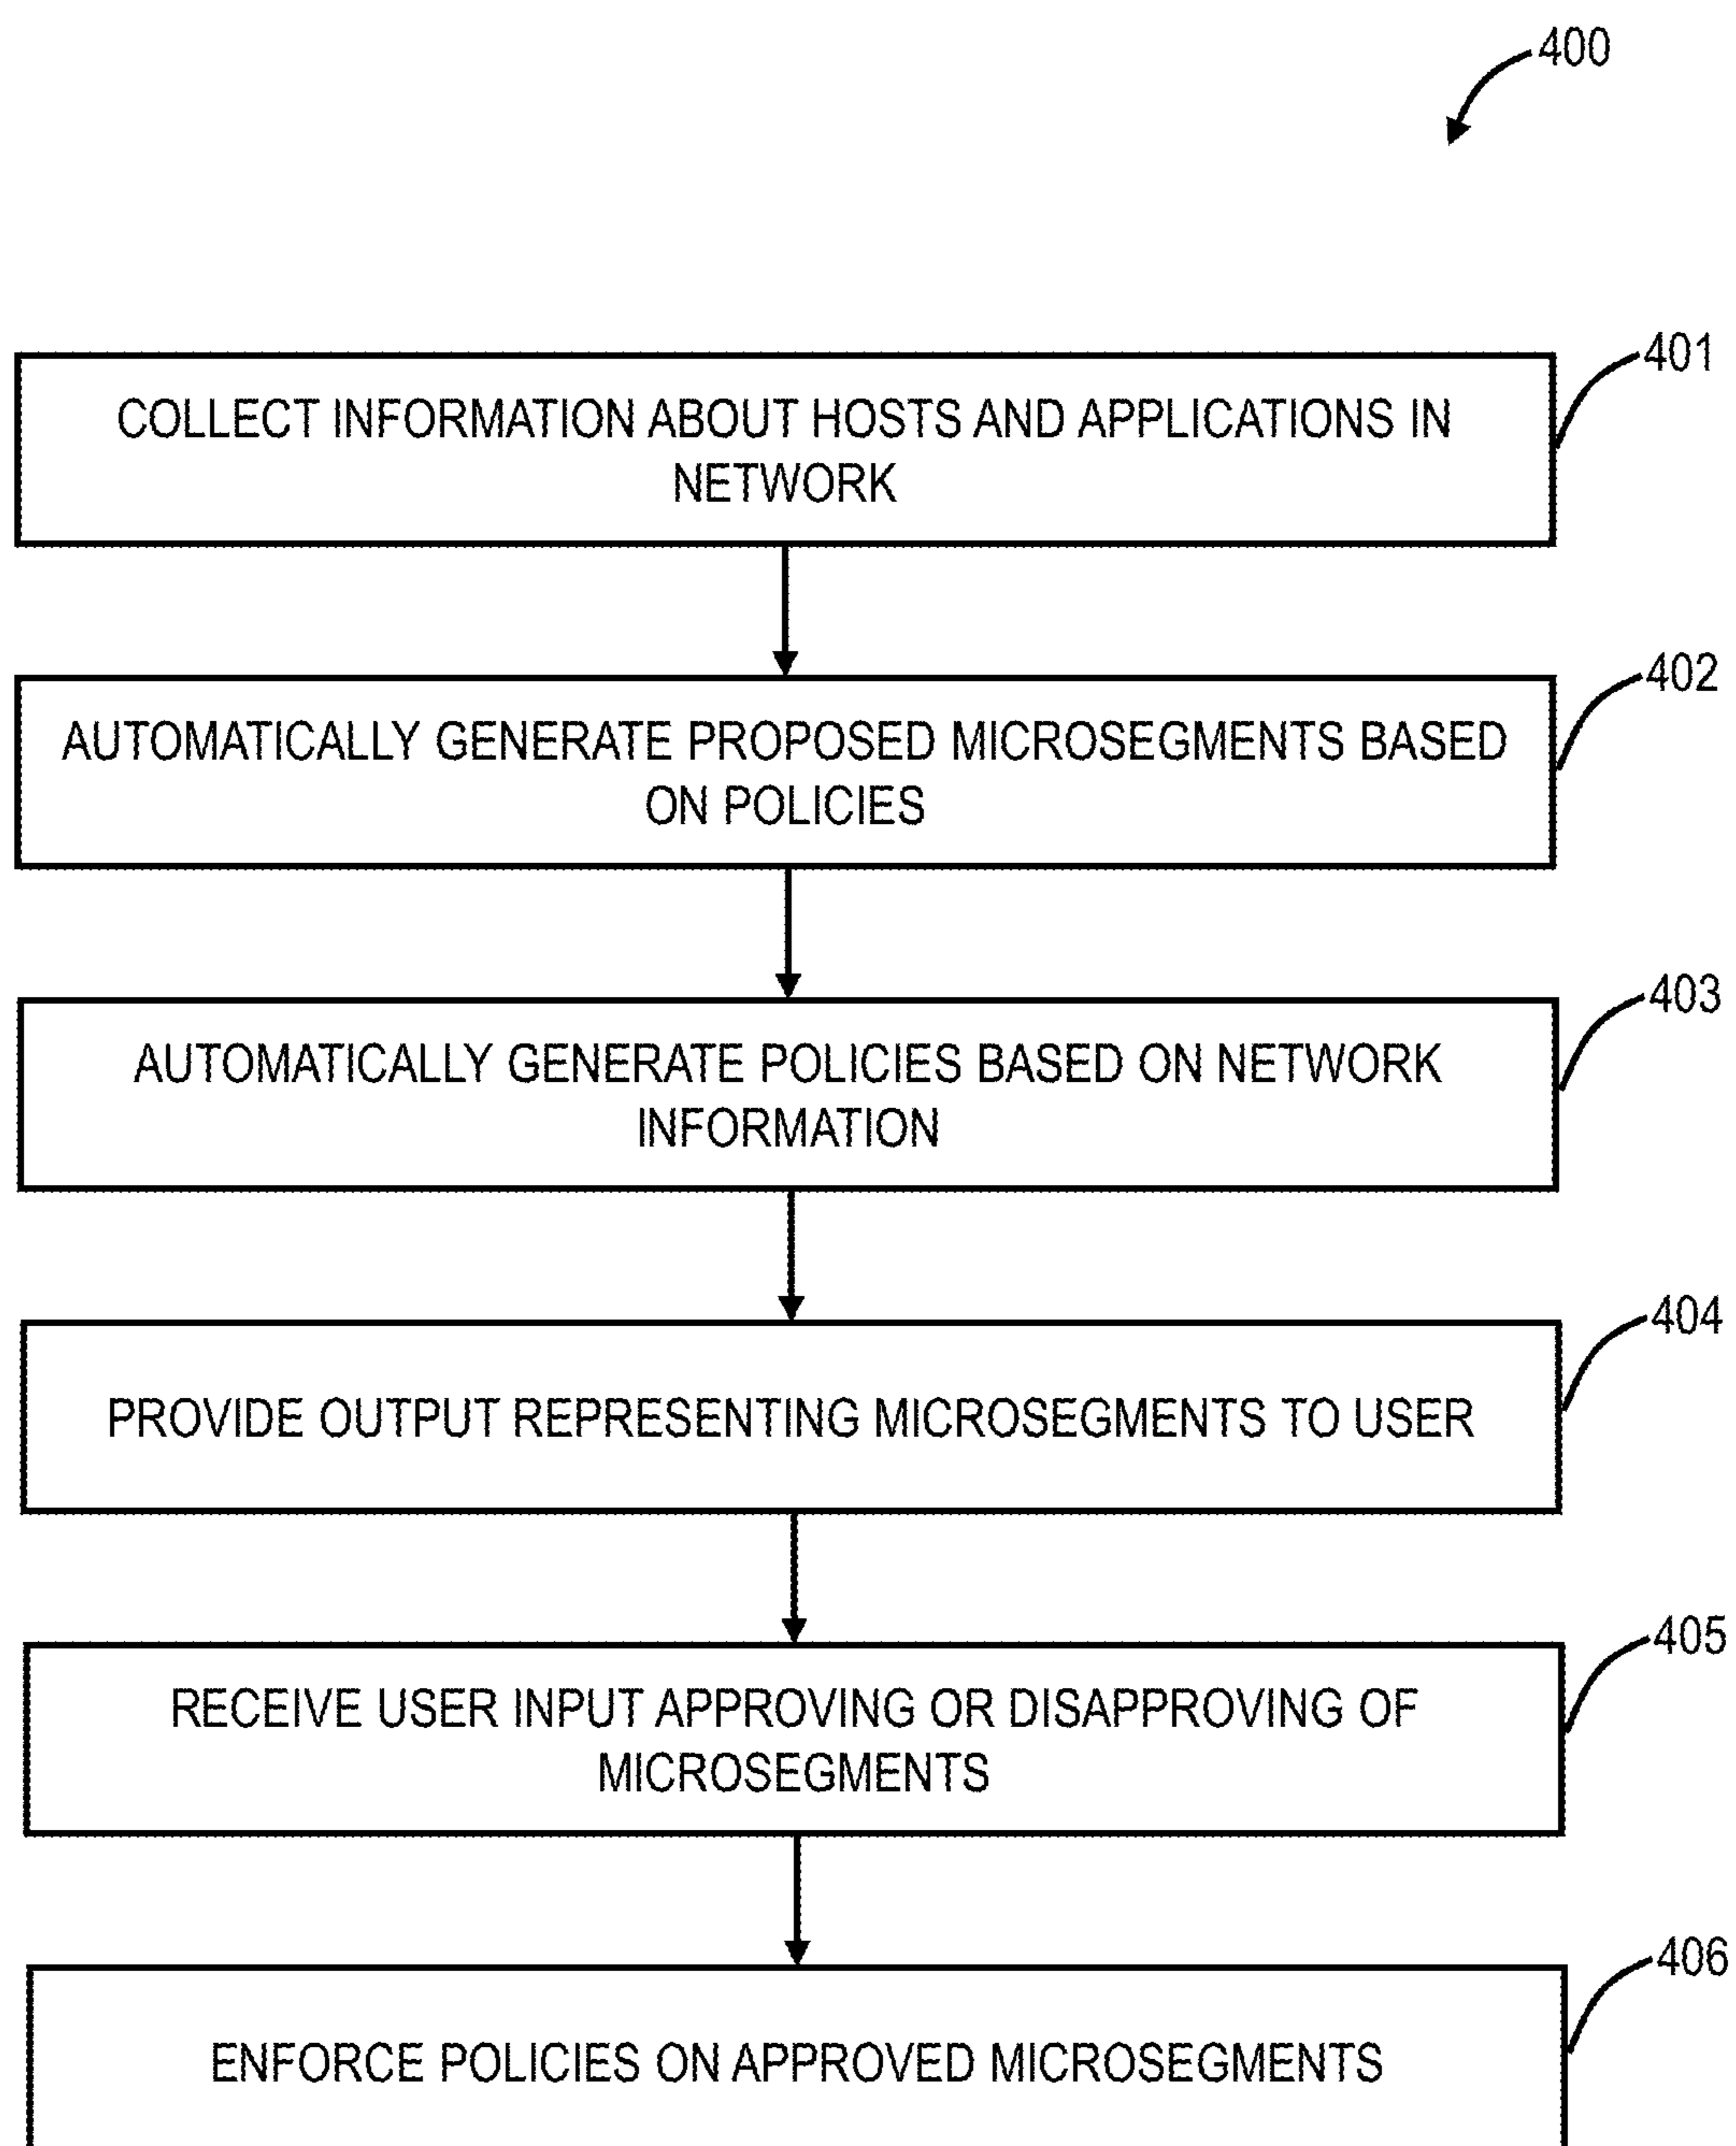 400
401
COLLECT INFORMATION ABOUT HOSTS AND APPLICATIONS IN
NETWORK
402
AUTOMATICALLY GENERATE PROPOSED MICROSEGMENTS BASED
ON POLICIES
403
AUTOMATICALLY GENERATE POLICIES BASED ON NETWORK
INFORMATION
404
PROVIDE OUTPUT REPRESENTING MICROSEGMENTS TO USER
405
RECEIVE USER INPUT APPROVING OR DISAPPROVING OF
MICROSEGMENTS
406
ENFORCE POLICIES ON APPROVED MICROSEGMENTS